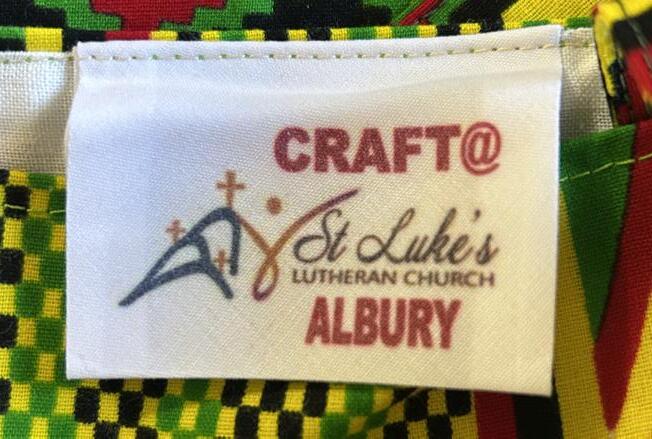 CRAFT@
St Luke's
LUTHERAN CHURCH
ALBURY